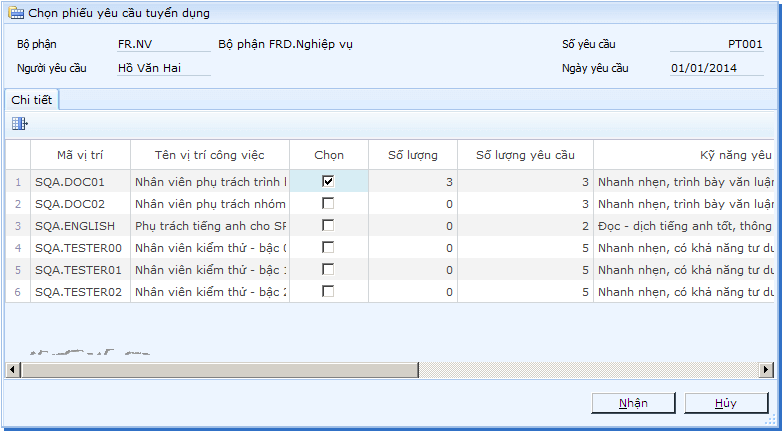 Chọn phiếu yêu cầu tuyển dụng
Bộ phận FR.NV Bộ phận FRD.Nghiệp vụ Số yêu cầu PT001
Người yêu cầu Hồ Văn Hai Ngày yêu cầu 01/01/2014
Chi tiết
Mã vị trí Tên vị trí công việc Chọn Số lượng Số lượng yêu cầu Kỹ năng yêu
1 SQA.DOC01 Nhân viên phụ trách trình 3 3 Nhanh nhẹn, trình bày văn luận
2 SQA.DOC02 Nhân viên phụ trách nhóm 0 3 Nhanh nhẹn, trình bày văn luận
3 SQA.ENGLISH Phụ trách tiếng anh cho SP 0 2 Đọc - dịch tiếng anh tốt, thông
4 SQA.TESTER00 Nhân viên kiểm thử - bậc 0 0 5 Nhanh nhẹn, có khả năng tư du
5 SQA.TESTER01 Nhân viên kiểm thử - bậc 1 0 5 Nhanh nhẹn, có khả năng tư du
6 SQA.TESTER02 Nhân viên kiểm thử - bậc 2 0 5 Nhanh nhẹn, có khả năng tư du
Nhận Hủy